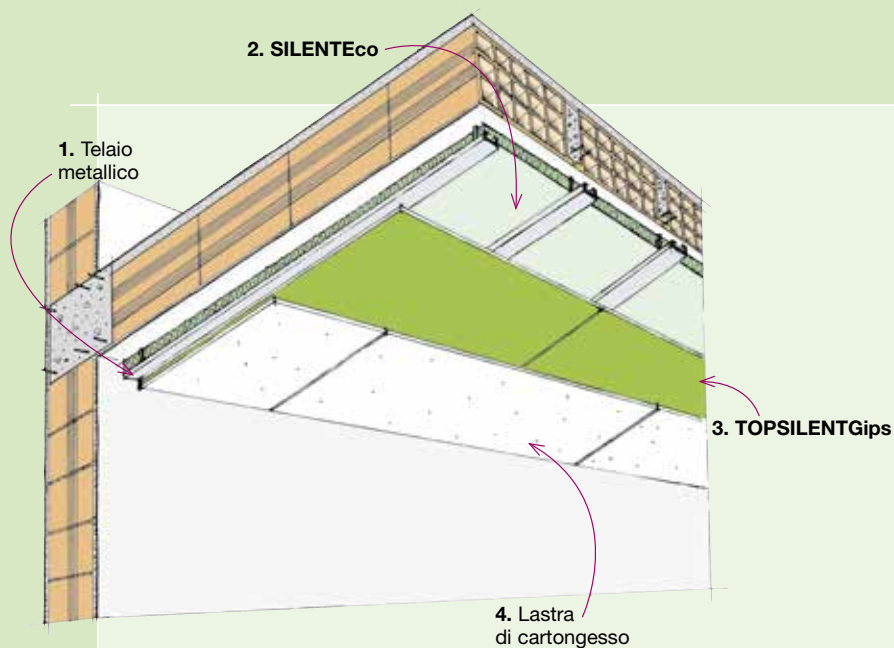 2. SILENTEco
1. Telaio
metallico
3. TOPSILENTGips
4. Lastra
di cartongesso